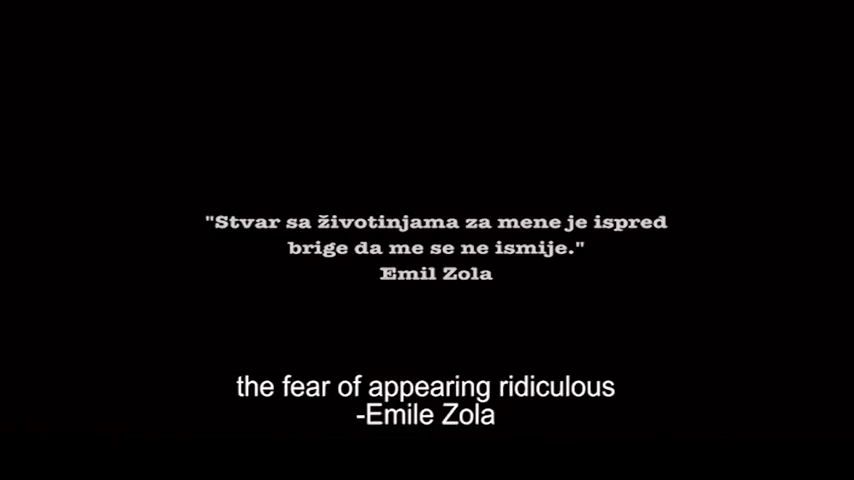 "Stvar sa životinjama za mene je ispred
brige da me se ne ismije."
Emil Zola
the fear of appearing ridiculous
-Emile Zola